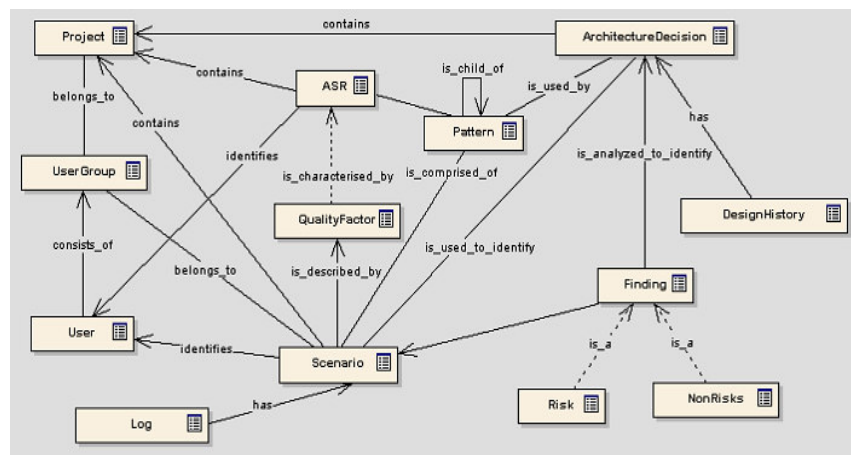 contains
Project
ArchitectureDecision
is_child_of
contains
ASR
is_used_by
belongs_to
contains
Pattern
has
identifies
is_analyzed_to_identify
UserGroup
is_characterised_by
is_comprised_of
QualityFactor
DesignHistory
consists_of
is_used_to_identify
belongs_to
is_described_by
Finding
User
identifies
is_a
is_a
Scenario
Risk
NonRisks
has
Log